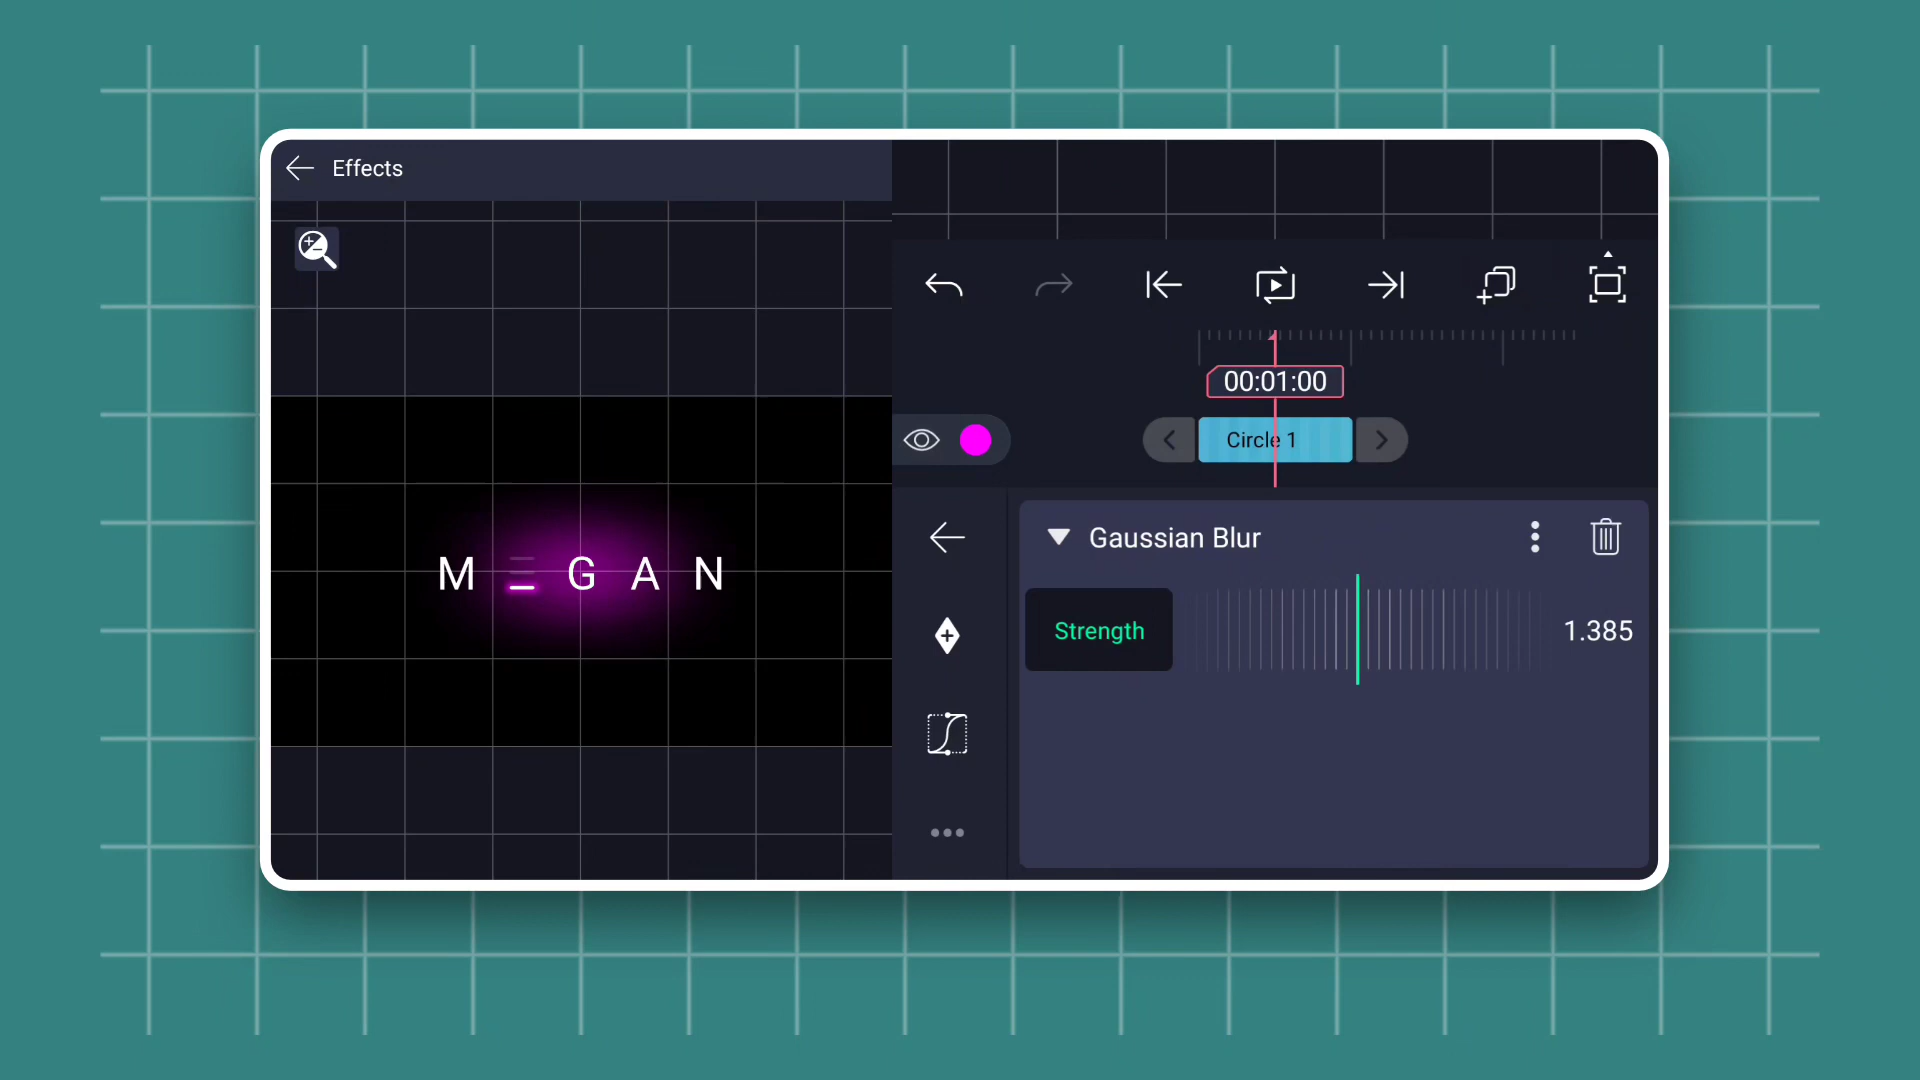 Effects
00:01:00
Circle 1
Gaussian Blur
Strength
1.385
M E G A N